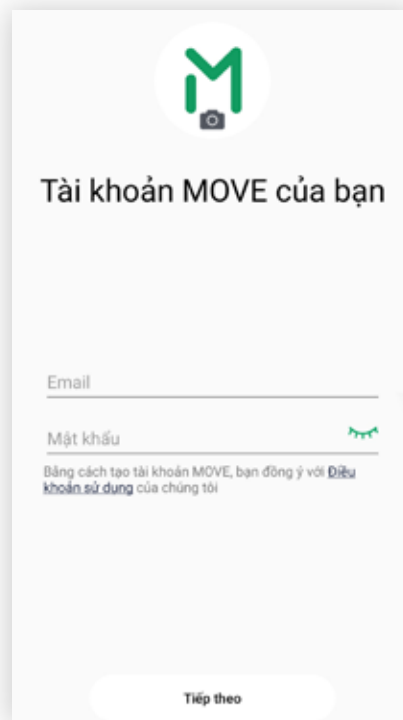 Tài khoản MOVE của bạn
Email
Mật khẩu
Bằng cách tạo tài khoản MOVE, bạn đồng ý với Điều
khoản sử dụng của chúng tôi
Tiếp theo